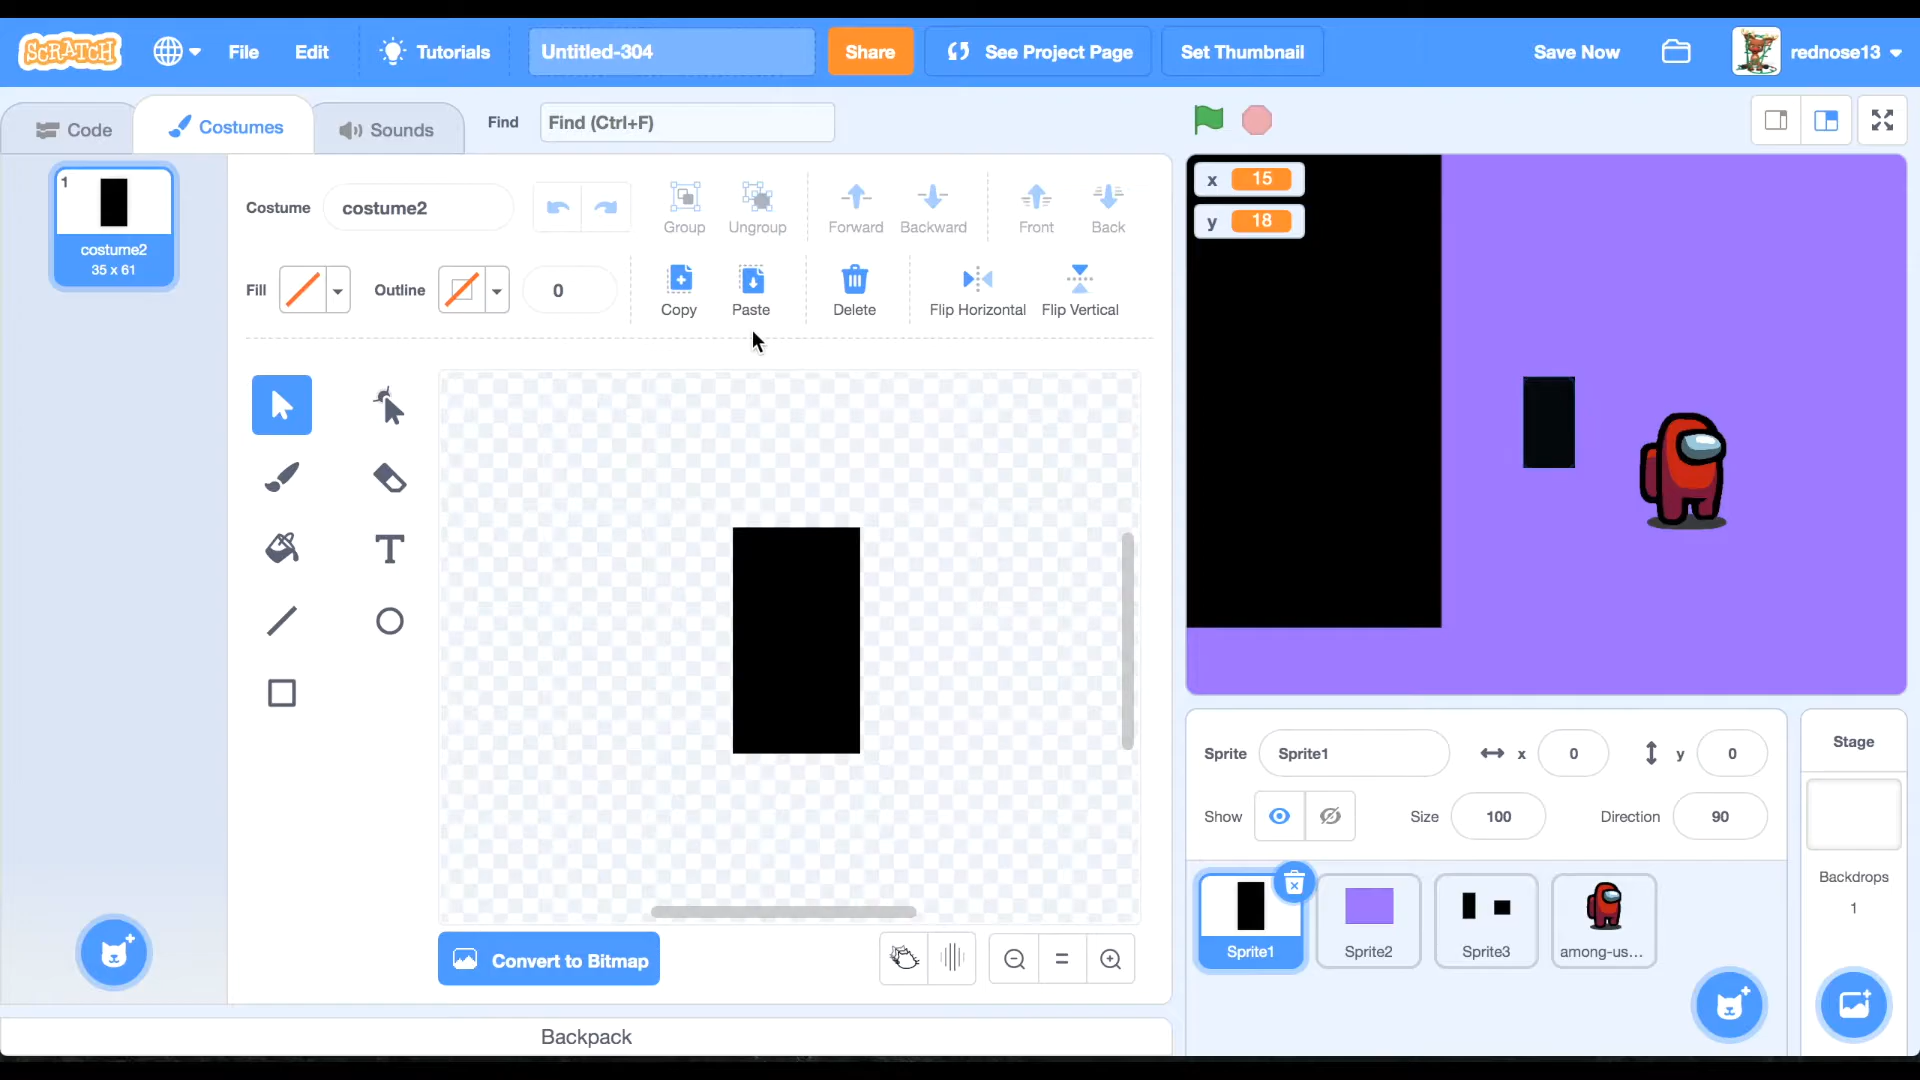 SCRATCH File Edit Tutorials Untitled-304 Share See Project Page Set Thumbnail Save Now rednose13
Code Costumes Sounds Find Find (Ctrl+F)
1
costume2
35 x 61
Costume costume2 Group Ungroup Forward Backward Front Back
Fill Outline 0 Copy Paste Delete Flip Horizontal Flip Vertical
T
Convert to Bitmap
Backpack
x 15
y 18
Sprite Sprite1 x 0 y 0
Show Size 100 Direction 90
Sprite1 Sprite2 Sprite3 among-us...
Stage
Backdrops
1